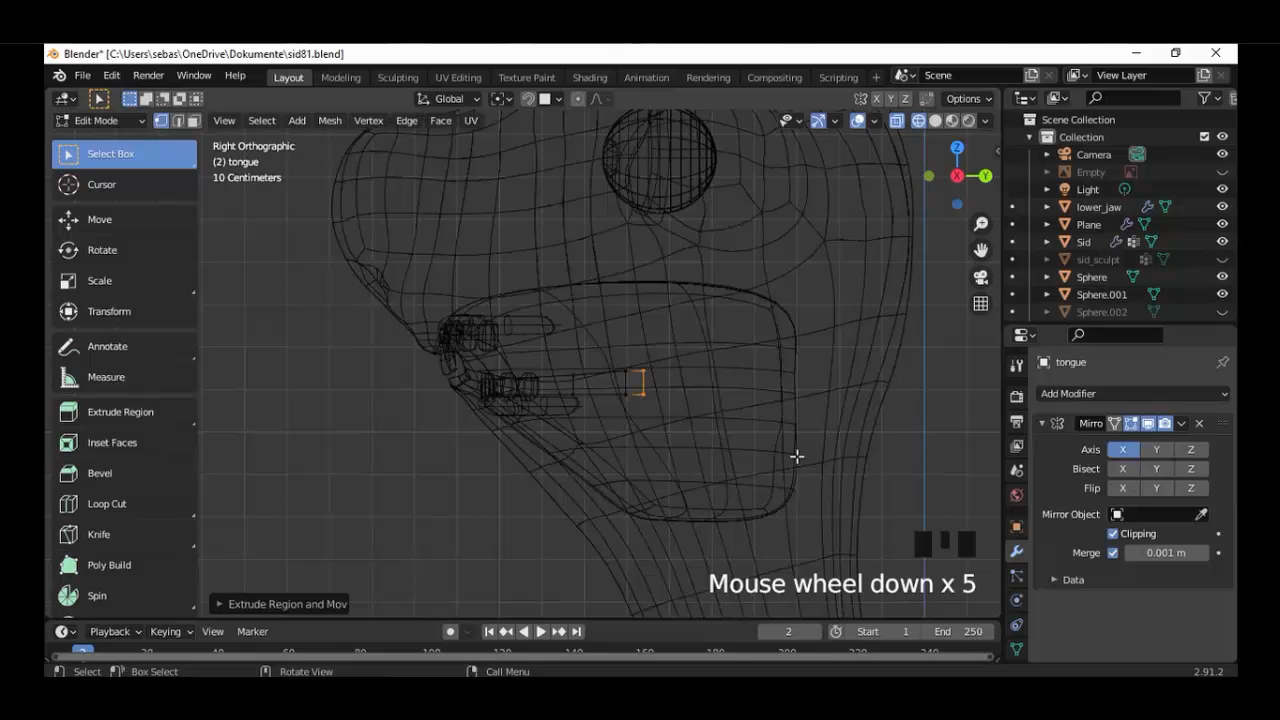 Blender* [C:\Users\sebas\OneDrive\Dokumente\sid81.blend]
File Edit Render Window Help Layout Modeling Sculpting UV Editing Texture Paint Shading Animation Rendering Compositing Scripting + Scene View Layer
Global X Y Z Options
Edit Mode View Select Add Mesh Vertex Edge Face UV
Scene Collection
Collection
Camera
Empty
Light
lower_jaw
Plane
Sid
sid_sculpt
Sphere
Sphere.001
Sphere.002
Select Box
Cursor
Move
Rotate
Scale
Transform
Annotate
Measure
Extrude Region
Inset Faces
Bevel
Loop Cut
Knife
Poly Build
Spin
Right Orthographic
(2) tongue
10 Centimeters
Z
X Y
Mouse wheel down x 5
Extrude Region and Mov
tongue
Add Modifier
Mirro
Axis X Y Z
Bisect X Y Z
Flip X Y Z
Mirror Object
Clipping
Merge 0.001 m
Data
Playback Keying View Marker 2 Start 1 End 250
Select Box Select Rotate View Call Menu 2.91.2